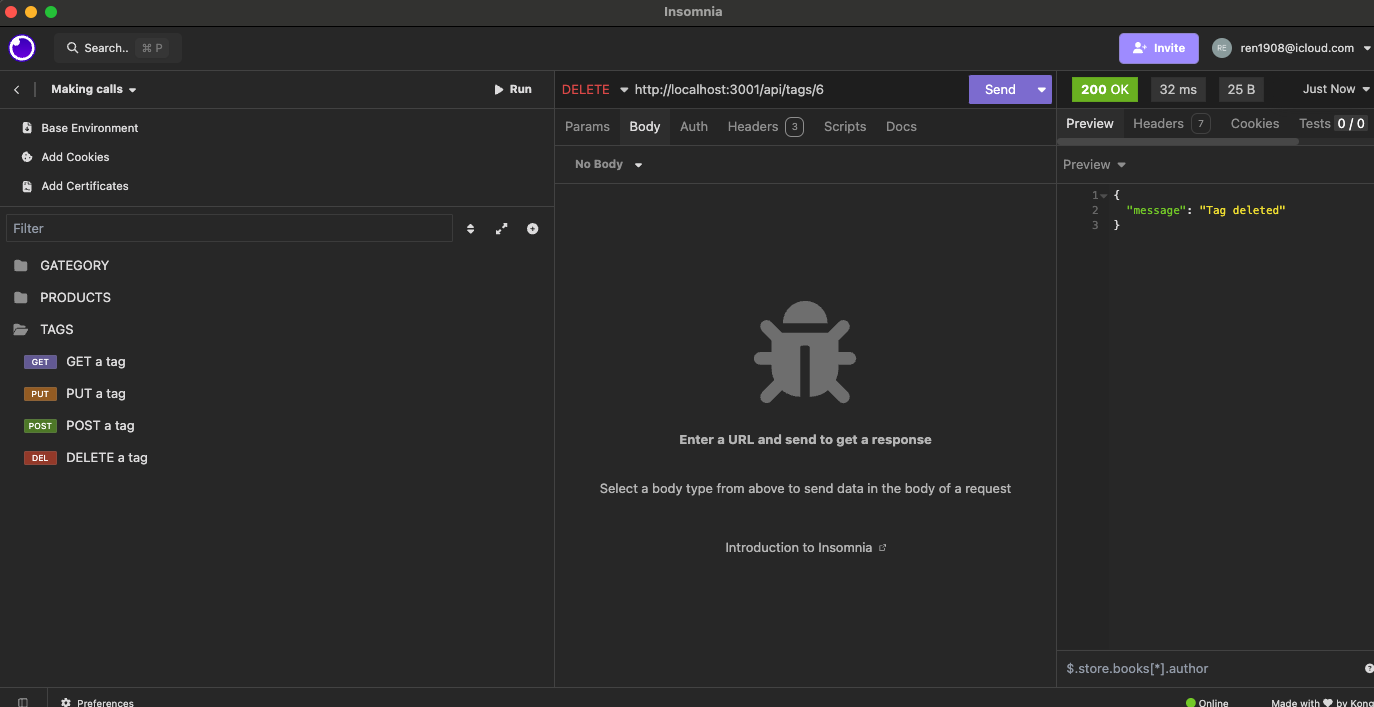 Insomnia
Search.. ⌘ P
Invite
RE ren1908@icloud.com
Making calls
Run
Base Environment
Add Cookies
Add Certificates
Filter
GATEGORY
PRODUCTS
TAGS
GET GET a tag
PUT PUT a tag
POST POST a tag
DEL DELETE a tag
DELETE http://localhost:3001/api/tags/6
Send
Params Body Auth Headers 3 Scripts Docs
No Body
Enter a URL and send to get a response
Select a body type from above to send data in the body of a request
Introduction to Insomnia
200 OK 32 ms 25 B Just Now
Preview Headers 7 Cookies Tests 0 / 0
Preview
1 {
2 "message": "Tag deleted"
3 }
$.store.books[*].author
Preferences
Online
Made with ♥ by Kong